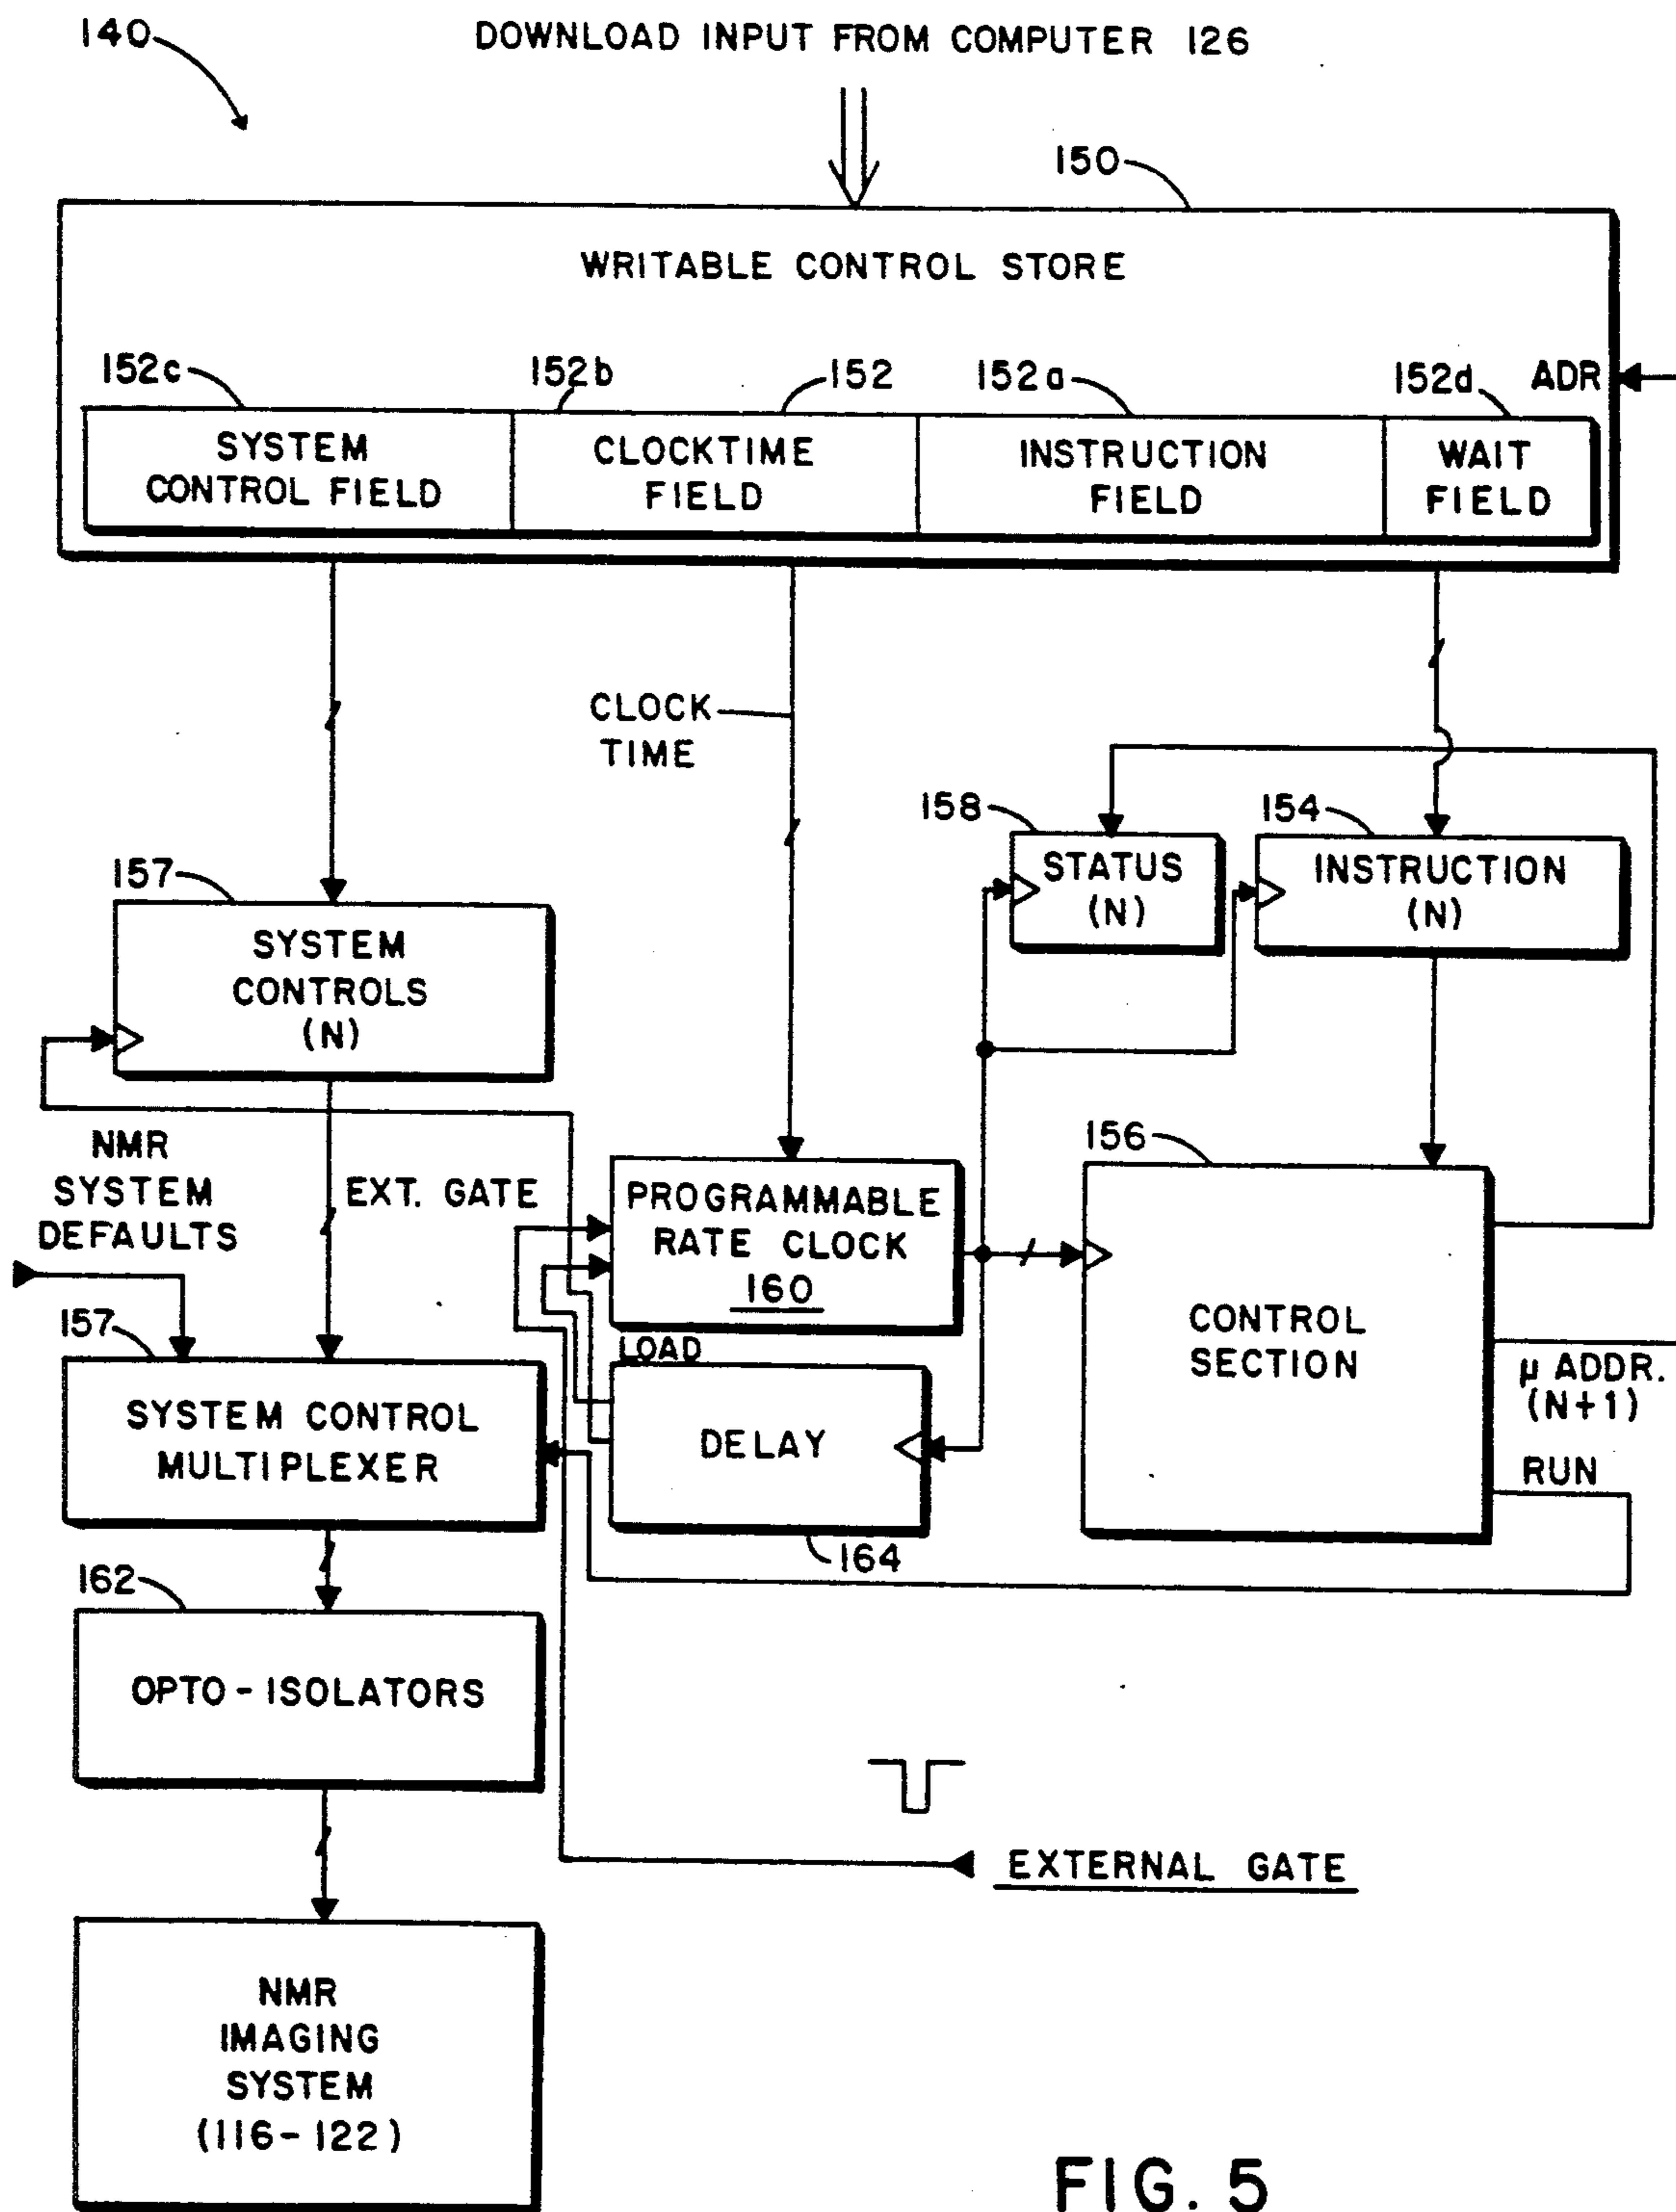 140
DOWNLOAD INPUT FROM COMPUTER 126
150
WRITABLE CONTROL STORE
152c
152b
152
152a
152d
ADR
SYSTEM
CONTROL FIELD
CLOCKTIME
FIELD
INSTRUCTION
FIELD
WAIT
FIELD
CLOCK
TIME
158
154
STATUS
(N)
INSTRUCTION
(N)
157
SYSTEM
CONTROLS
(N)
NMR
SYSTEM
DEFAULTS
EXT. GATE
PROGRAMMABLE
RATE CLOCK
160
156
CONTROL
SECTION
μ ADDR.
(N+1)
RUN
157
SYSTEM CONTROL
MULTIPLEXER
LOAD
DELAY
164
162
OPTO-ISOLATORS
EXTERNAL GATE
NMR
IMAGING
SYSTEM
(116-122)
FIG. 5